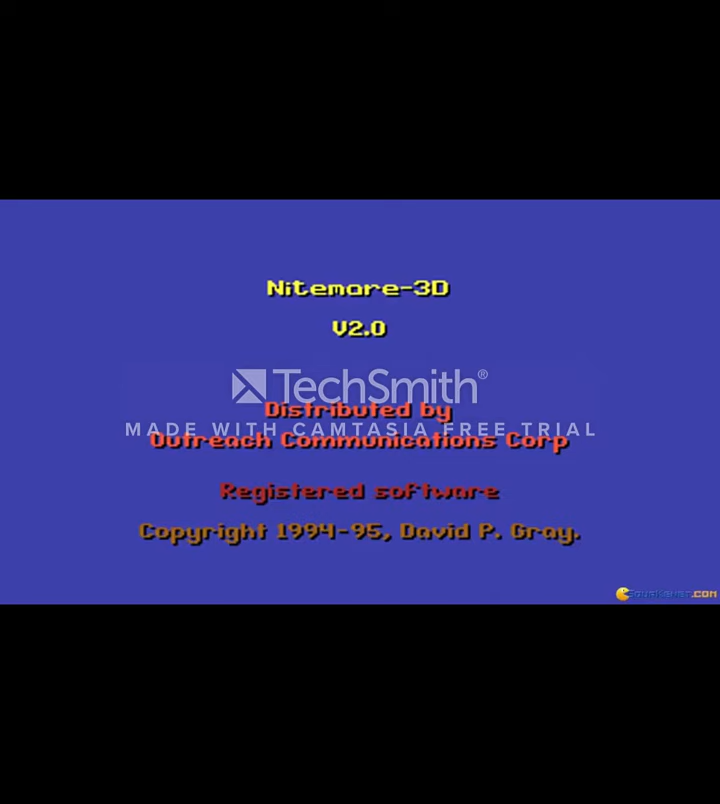 Nitemare-3D
V2.0
TechSmith®
Distributed by
MADE WITH CAMTASIA FREE TRIAL
Outreach Communications Corp
Registered software
Copyright 1994-95, David P. Gray.
.COM